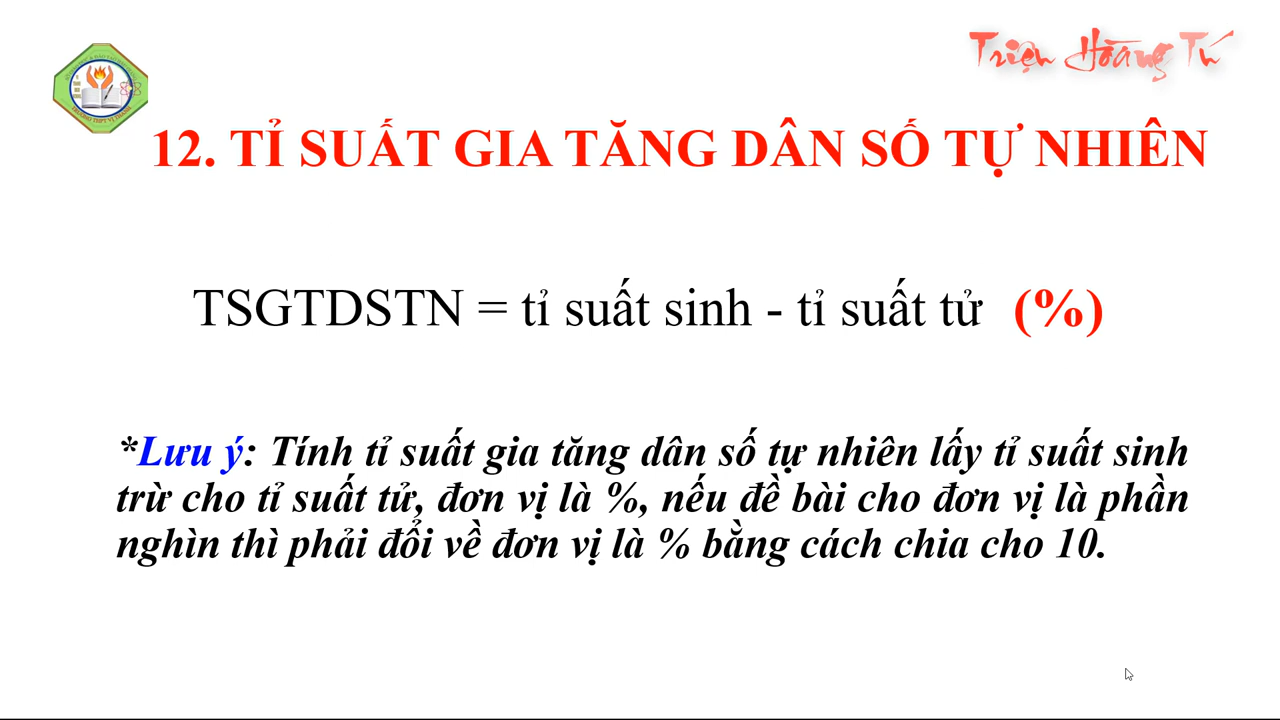 Triệu Hoàng Tú
12. TỈ SUẤT GIA TĂNG DÂN SỐ TỰ NHIÊN
TSGTDSTN = tỉ suất sinh - tỉ suất tử (%)
*Lưu ý: Tính tỉ suất gia tăng dân số tự nhiên lấy tỉ suất sinh
trừ cho tỉ suất tử, đơn vị là %, nếu đề bài cho đơn vị là phần
nghìn thì phải đổi về đơn vị là % bằng cách chia cho 10.